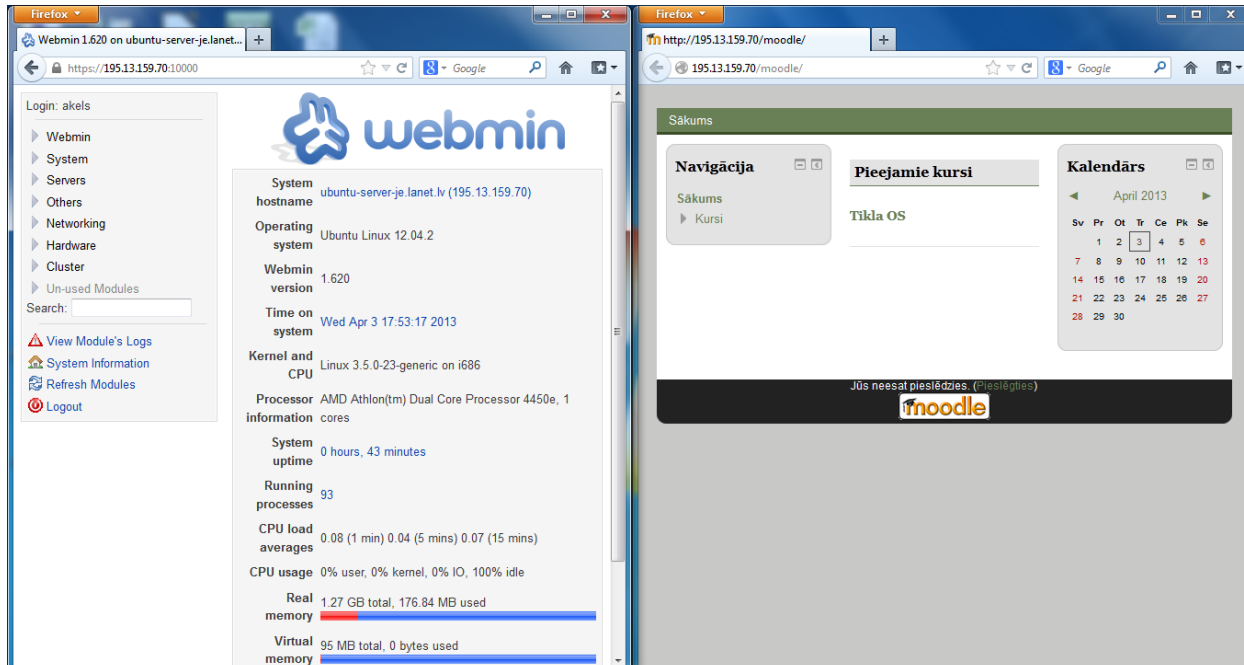 Firefox
Webmin 1.620 on ubuntu-server-je.lanet...
https://195.13.159.70:10000
Google
Login: akels
Webmin
System
Servers
Others
Networking
Hardware
Cluster
Un-used Modules
Search:
View Module's Logs
System Information
Refresh Modules
Logout
webmin
System hostname ubuntu-server-je.lanet.lv (195.13.159.70)
Operating system Ubuntu Linux 12.04.2
Webmin version 1.620
Time on system Wed Apr 3 17:53:17 2013
Kernel and CPU Linux 3.5.0-23-generic on i686
Processor information AMD Athlon(tm) Dual Core Processor 4450e, 1 cores
System uptime 0 hours, 43 minutes
Running processes 93
CPU load averages 0.08 (1 min) 0.04 (5 mins) 0.07 (15 mins)
CPU usage 0% user, 0% kernel, 0% IO, 100% idle
Real memory 1.27 GB total, 176.84 MB used
Virtual memory 95 MB total, 0 bytes used
Firefox
http://195.13.159.70/moodle/
195.13.159.70/moodle/
Google
Sākums
Navigācija
Sākums
Kursi
Pieejamie kursi
Tikla OS
Kalendārs
April 2013
Sv Pr Ot Tr Ce Pk Se
1 2 3 4 5 6
7 8 9 10 11 12 13
14 15 16 17 18 19 20
21 22 23 24 25 26 27
28 29 30
Jūs neesat pieslēdzies. (Pieslēgties)
moodle